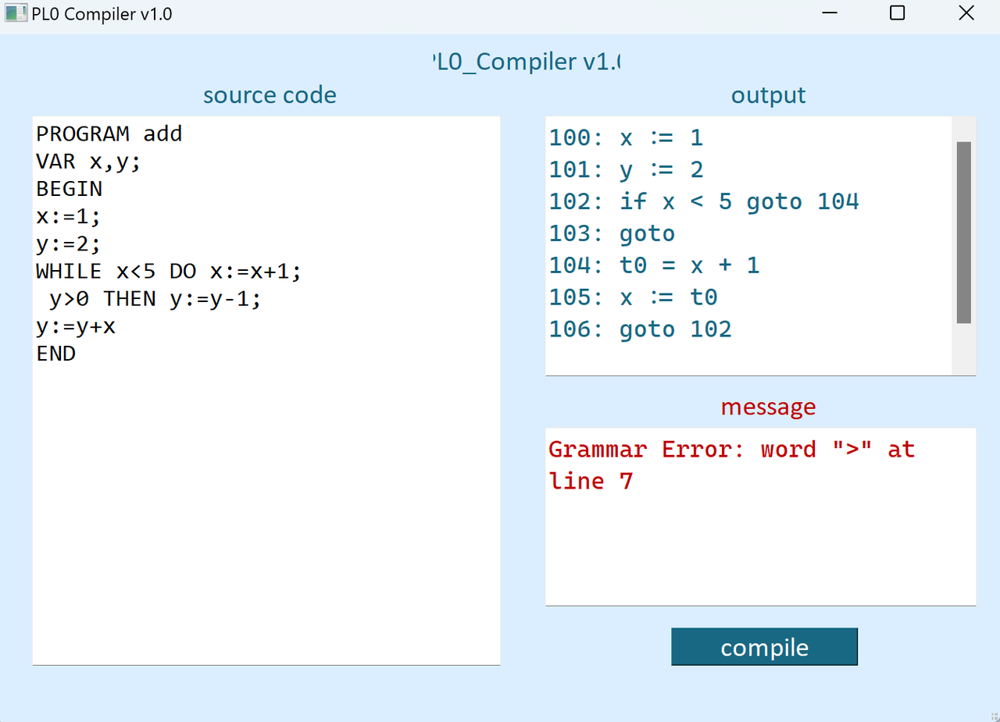 PL0 Compiler v1.0
PL0_Compiler v1.0
source code
PROGRAM add
VAR x,y;
BEGIN
x:=1;
y:=2;
WHILE x<5 DO x:=x+1;
y>0 THEN y:=y-1;
y:=y+x
END
output
100: x := 1
101: y := 2
102: if x < 5 goto 104
103: goto
104: t0 = x + 1
105: x := t0
106: goto 102
message
Grammar Error: word ">" at
line 7
compile